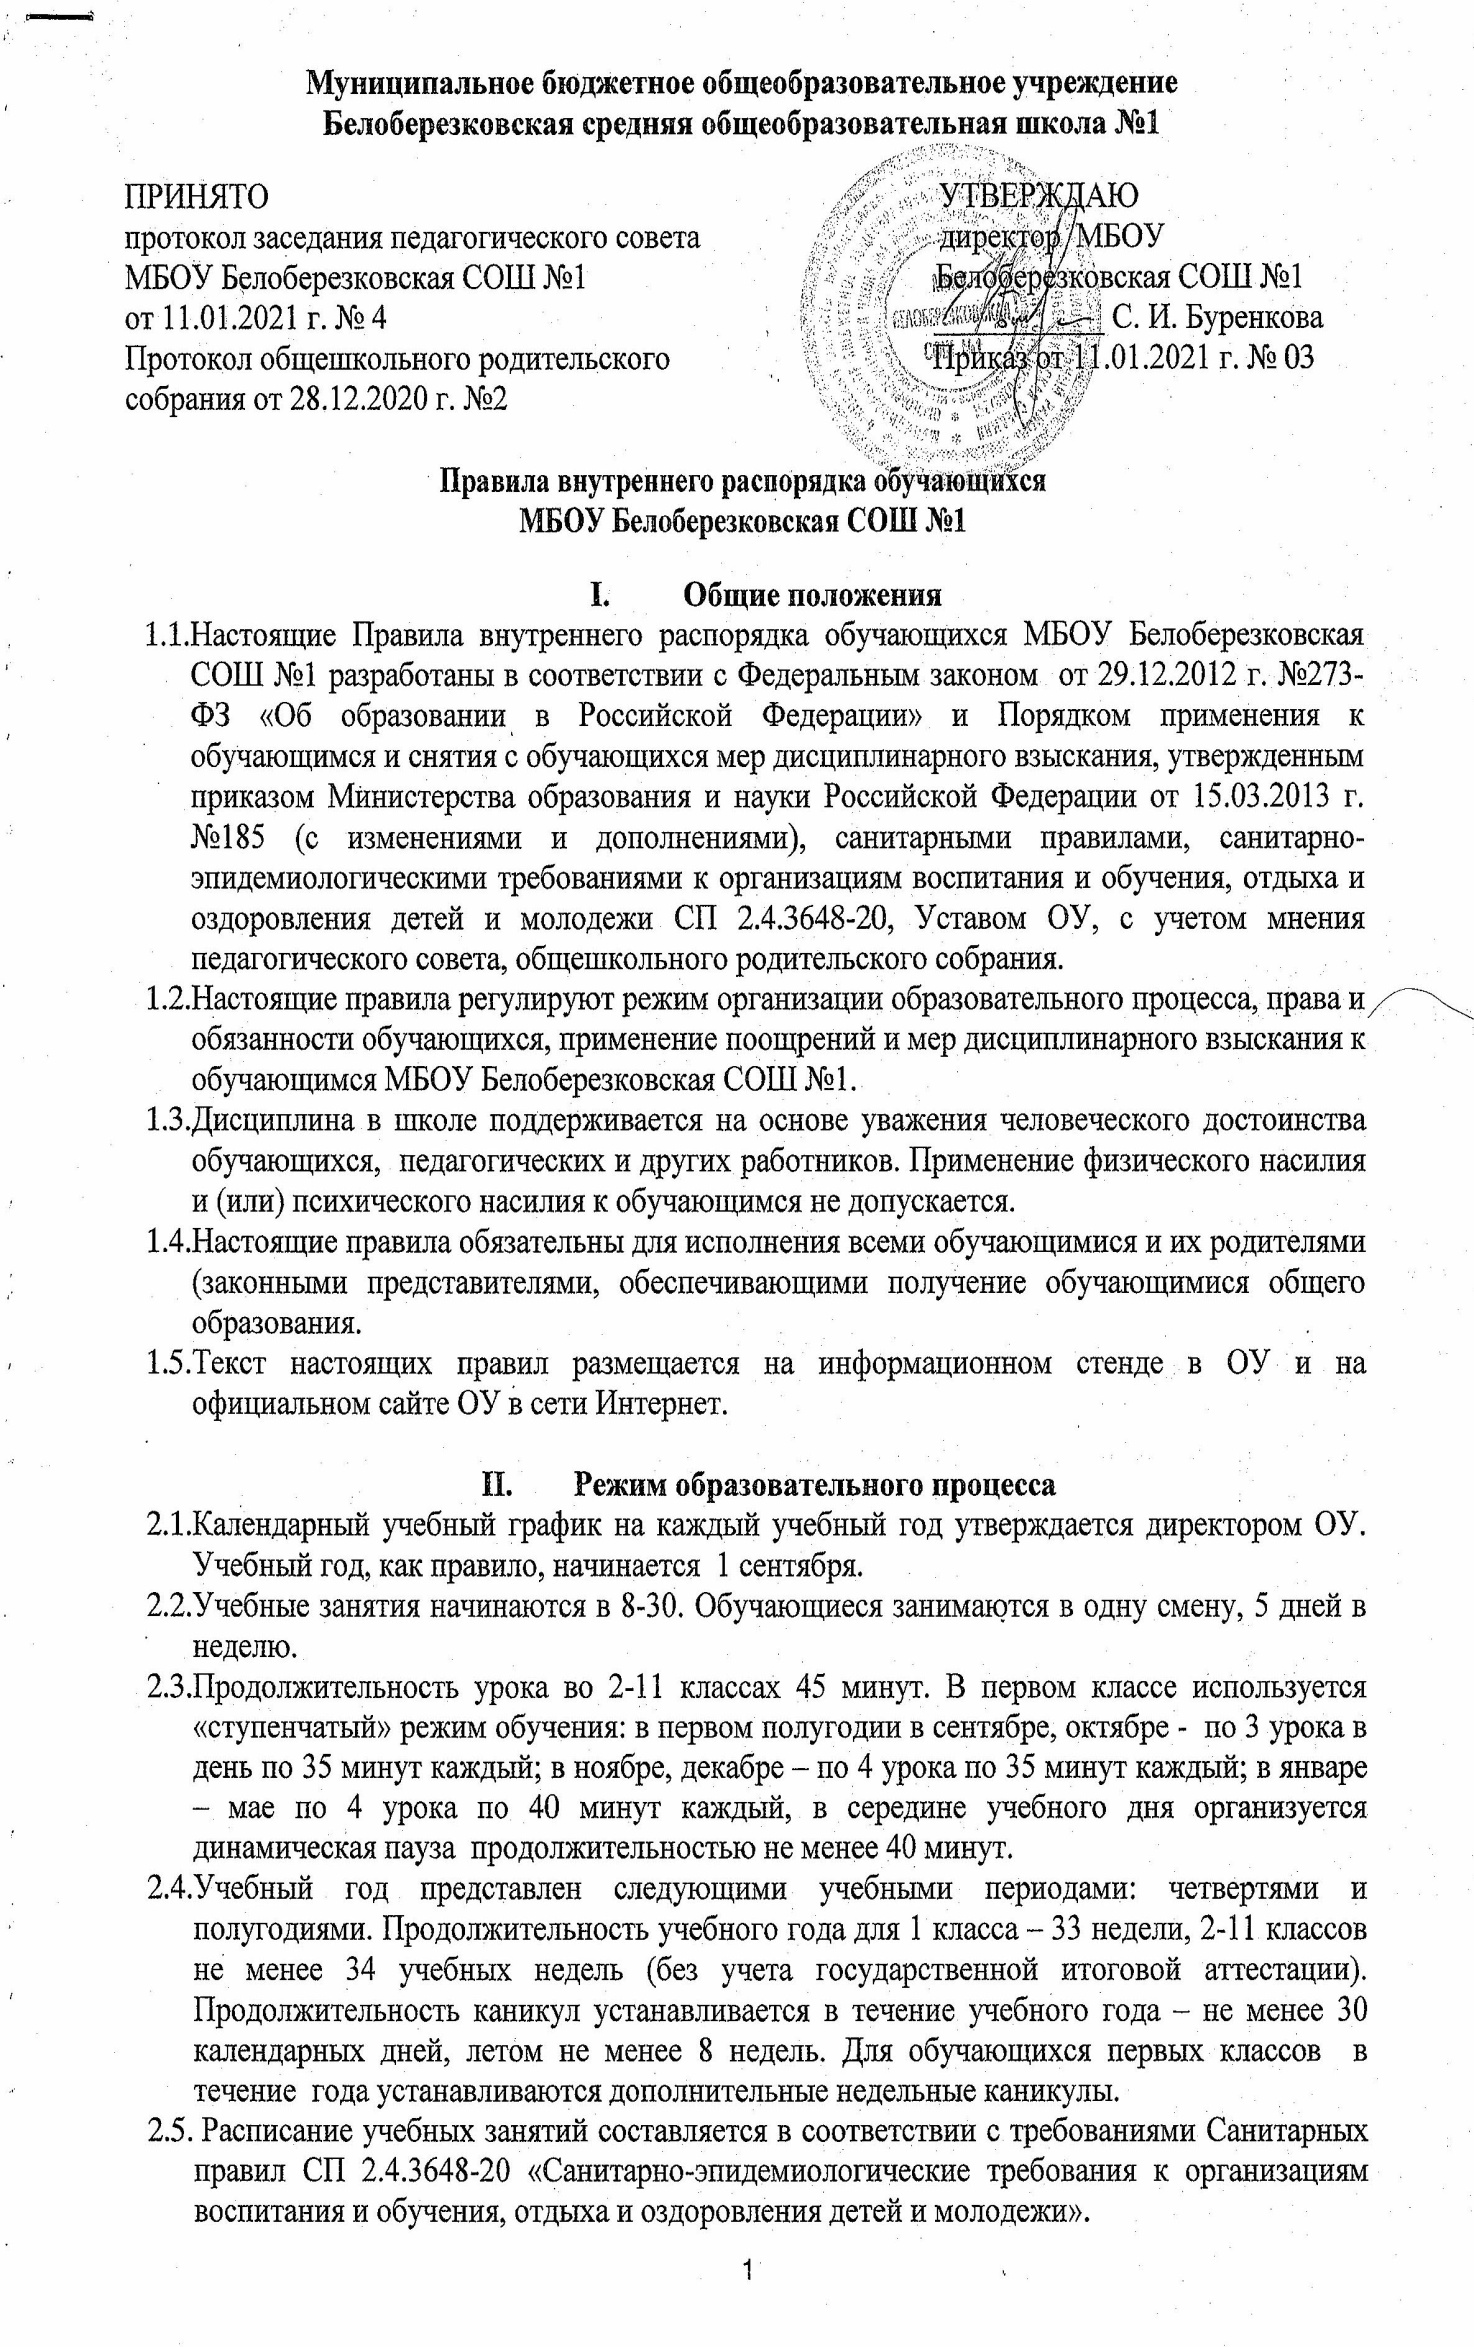 Муниципальное бюджетное общеобразовательное учреждение
Белоберезковская средняя общеобразовательная школа №1
ПРИНЯТО
протокол заседания педагогического совета
МБОУ Белоберезковская СОШ №1
от 11.01.2021 г. № 4
Протокол общешкольного родительского
собрания от 28.12.2020 г. №2
УТВЕРЖДАЮ
директор МБОУ
Белоберезковская СОШ №1
С. И. Буренкова
Приказ от 11.01.2021 г. № 03
Правила внутреннего распорядка обучающихся
МБОУ Белоберезковская СОШ №1
I. Общие положения
1.1.Настоящие Правила внутреннего распорядка обучающихся МБОУ Белоберезковская
СОШ №1 разработаны в соответствии с Федеральным законом от 29.12.2012 г. №273-
ФЗ «Об образовании в Российской Федерации» и Порядком применения к
обучающимся и снятия с обучающихся мер дисциплинарного взыскания, утвержденным
приказом Министерства образования и науки Российской Федерации от 15.03.2013 г.
№185 (с изменениями и дополнениями), санитарными правилами, санитарно-
эпидемиологическими требованиями к организациям воспитания и обучения, отдыха и
оздоровления детей и молодежи СП 2.4.3648-20, Уставом ОУ, с учетом мнения
педагогического совета, общешкольного родительского собрания.
1.2.Настоящие правила регулируют режим организации образовательного процесса, права и
обязанности обучающихся, применение поощрений и мер дисциплинарного взыскания к
обучающимся МБОУ Белоберезковская СОШ №1.
1.3.Дисциплина в школе поддерживается на основе уважения человеческого достоинства
обучающихся, педагогических и других работников. Применение физического насилия
и (или) психического насилия к обучающимся не допускается.
1.4.Настоящие правила обязательны для исполнения всеми обучающимися и их родителями
(законными представителями, обеспечивающими получение обучающимися общего
образования.
1.5.Текст настоящих правил размещается на информационном стенде в ОУ и на
официальном сайте ОУ в сети Интернет.
II. Режим образовательного процесса
2.1.Календарный учебный график на каждый учебный год утверждается директором ОУ.
Учебный год, как правило, начинается 1 сентября.
2.2.Учебные занятия начинаются в 8-30. Обучающиеся занимаются в одну смену, 5 дней в
неделю.
2.3.Продолжительность урока во 2-11 классах 45 минут. В первом классе используется
«ступенчатый» режим обучения: в первом полугодии в сентябре, октябре - по 3 урока в
день по 35 минут каждый; в ноябре, декабре – по 4 урока по 35 минут каждый; в январе
– мае по 4 урока по 40 минут каждый, в середине учебного дня организуется
динамическая пауза продолжительностью не менее 40 минут.
2.4.Учебный год представлен следующими учебными периодами: четвертями и
полугодиями. Продолжительность учебного года для 1 класса – 33 недели, 2-11 классов
не менее 34 учебных недель (без учета государственной итоговой аттестации).
Продолжительность каникул устанавливается в течение учебного года – не менее 30
календарных дней, летом не менее 8 недель. Для обучающихся первых классов в
течение года устанавливаются дополнительные недельные каникулы.
2.5. Расписание учебных занятий составляется в соответствии с требованиями Санитарных
правил СП 2.4.3648-20 «Санитарно-эпидемиологические требования к организациям
воспитания и обучения, отдыха и оздоровления детей и молодежи».
1